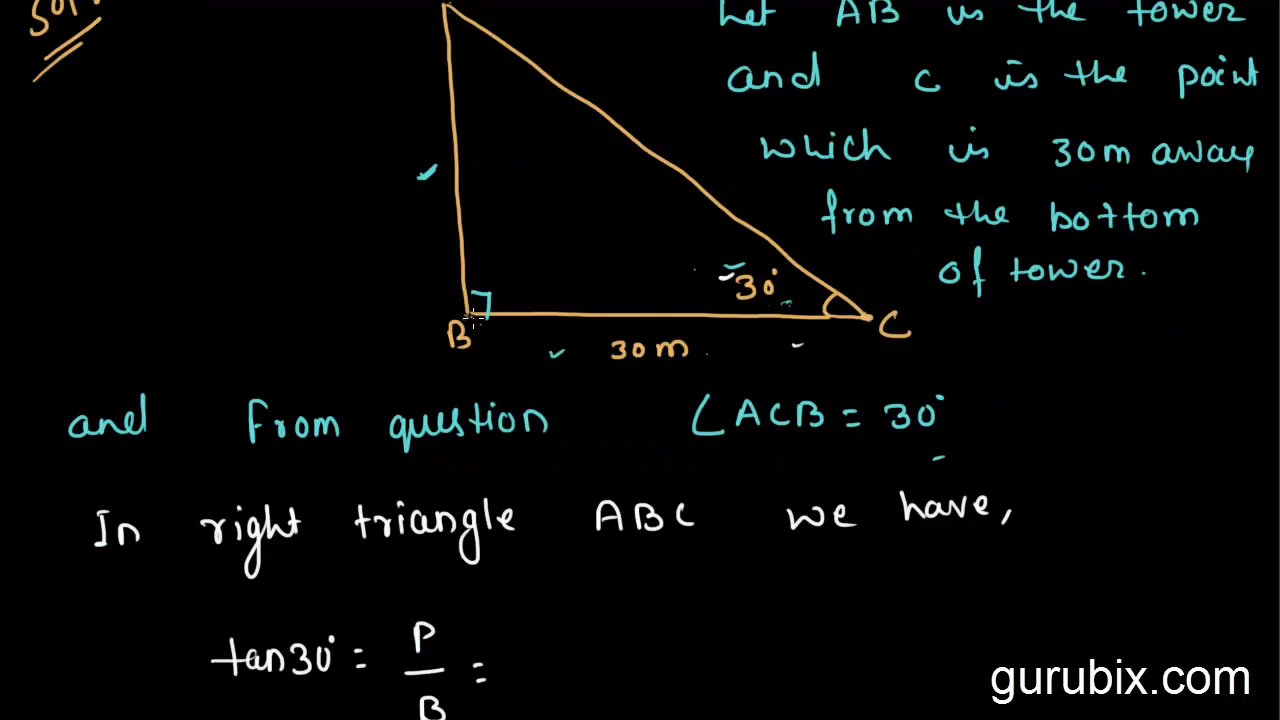 Soln
Let AB is the tower
and C is the point
which is 30m away
from the bottom
of tower.
30°
B
30m
C
and From question ∠ACB = 30°
In right triangle ABC we have,
tan30° = P/B =
gurubix.com